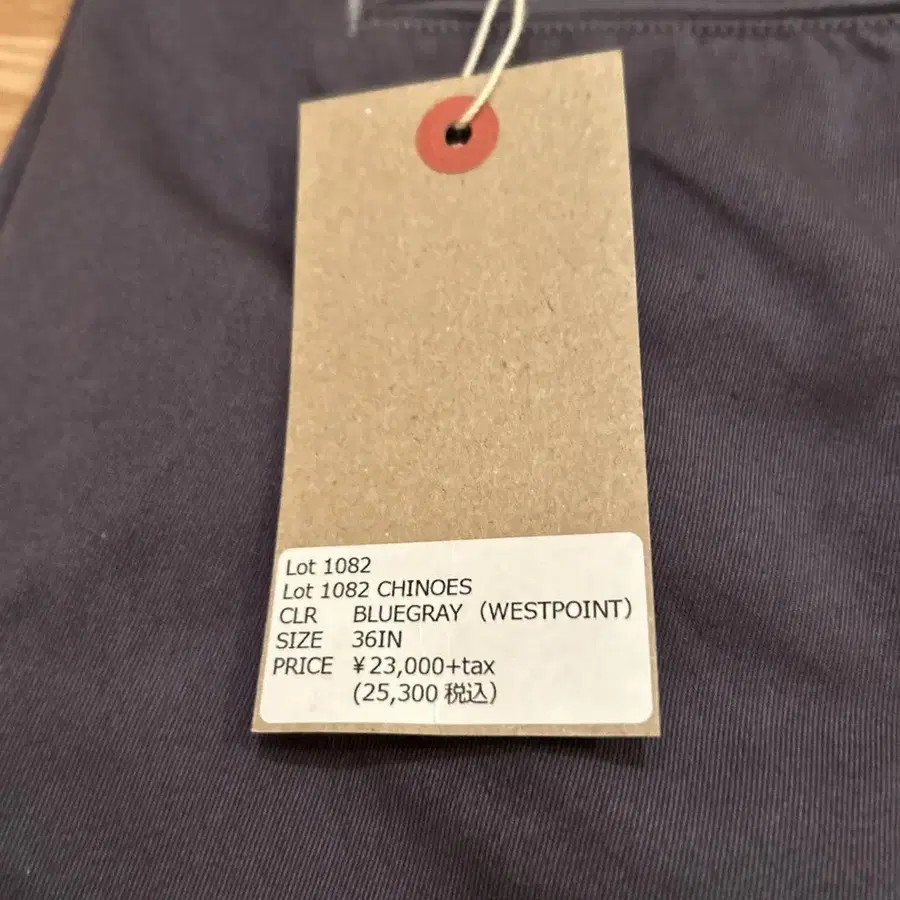 Lot 1082
Lot 1082 CHINOES
CLR BLUEGRAY（WESTPOINT）
SIZE 36IN
PRICE ¥23,000+tax
(25,300 税込)